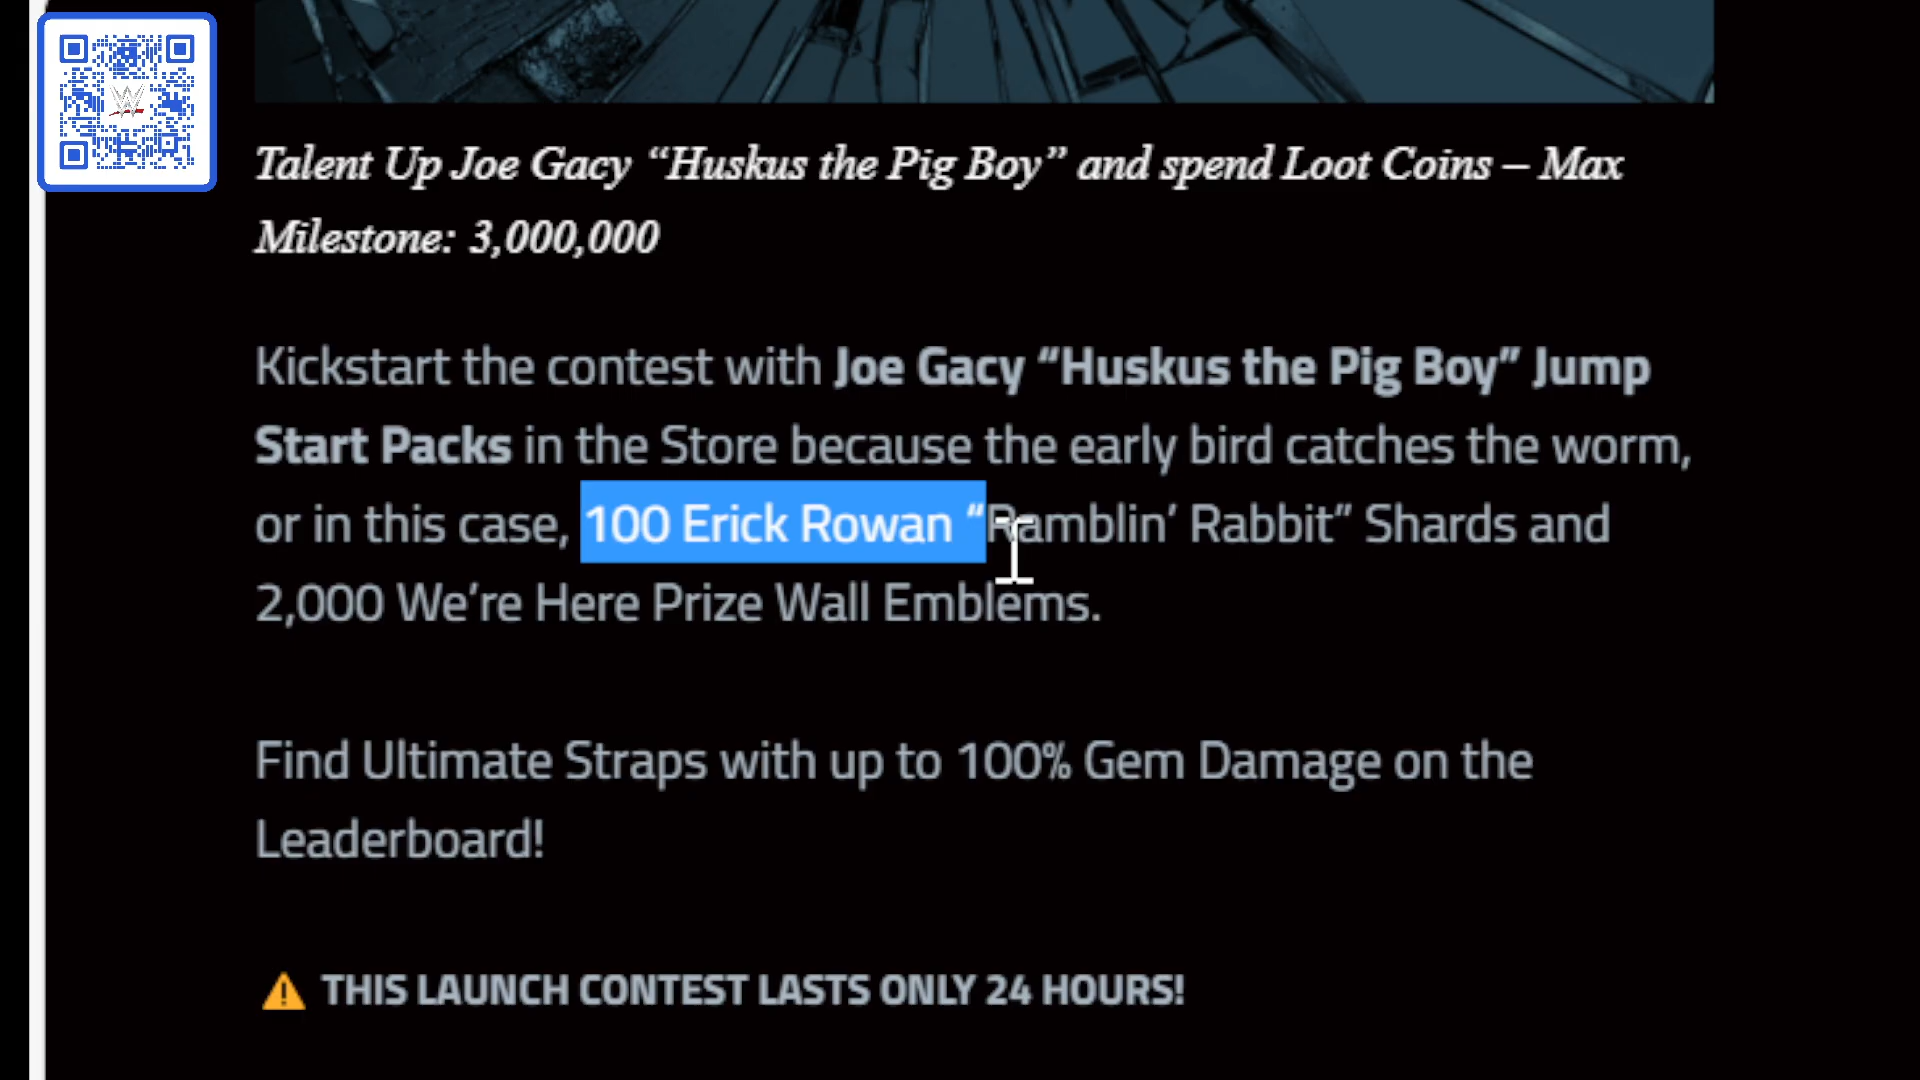 Talent Up Joe Gacy “Huskus the Pig Boy” and spend Loot Coins – Max
Milestone: 3,000,000
Kickstart the contest with Joe Gacy “Huskus the Pig Boy” Jump
Start Packs in the Store because the early bird catches the worm,
or in this case, 100 Erick Rowan “Ramblin’ Rabbit” Shards and
2,000 We’re Here Prize Wall Emblems.
Find Ultimate Straps with up to 100% Gem Damage on the
Leaderboard!
⚠ THIS LAUNCH CONTEST LASTS ONLY 24 HOURS!